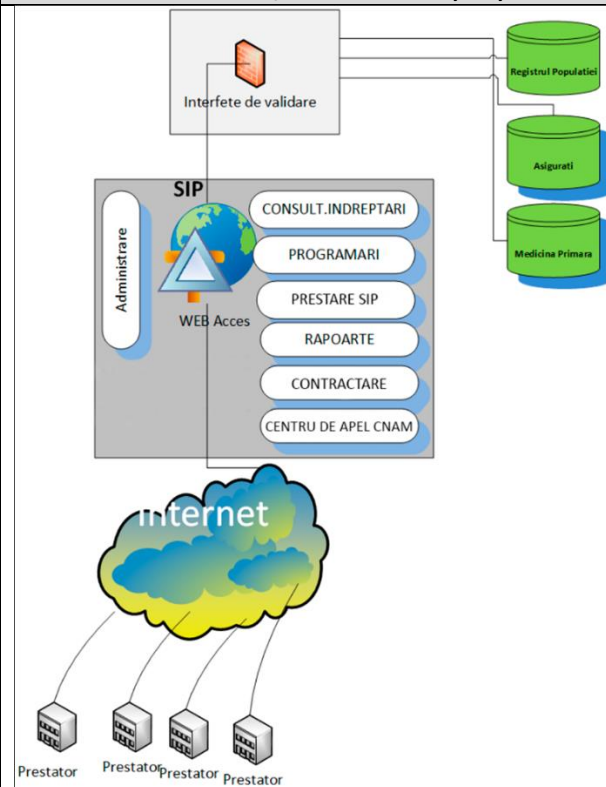 Registrul Populatiei
Interfete de validare
Asigurati
SIP
CONSULT.INDREPTARI
Administrare
PROGRAMARI
Medicina Primara
PRESTARE SIP
WEB Acces
RAPOARTE
CONTRACTARE
CENTRU DE APEL CNAM
Internet
Prestator
Prestator
Prestator
Prestator